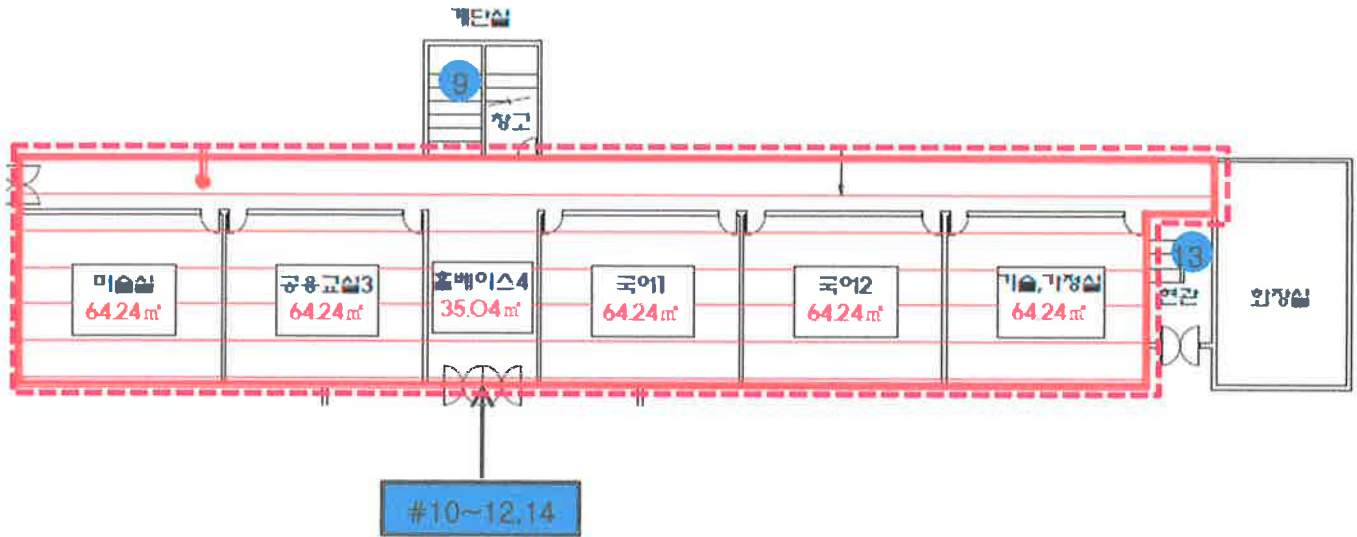 계단실
9
창고
미술실
64.24㎡
공용교실3
64.24㎡
홈베이스4
35.04㎡
국어1
64.24㎡
국어2
64.24㎡
기술,가정실
64.24㎡
13
현관
화장실
#10~12,14